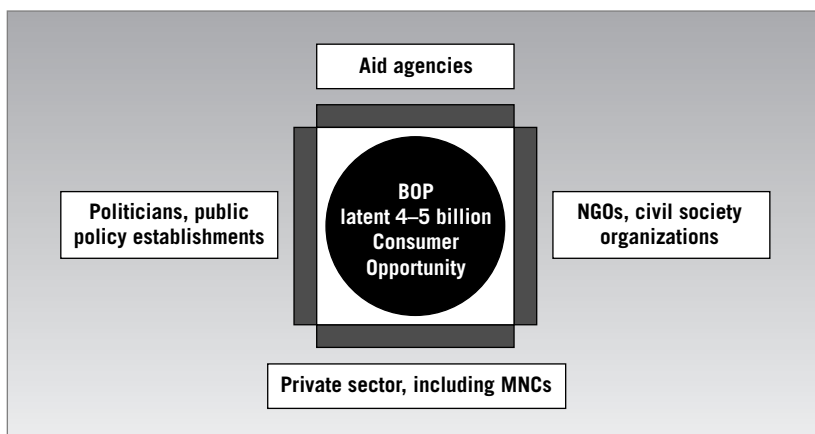 Aid agencies
Politicians, public
policy establishments
BOP
latent 4–5 billion
Consumer
Opportunity
NGOs, civil society
organizations
Private sector, including MNCs